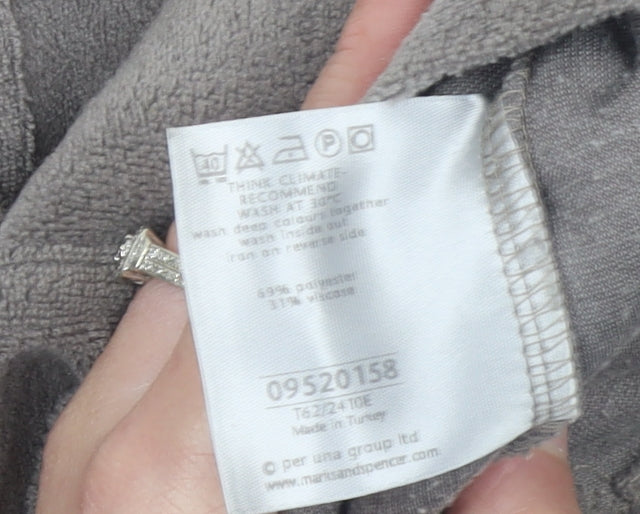 40 P
THINK CLIMATE-
RECOMMEND
WASH AT 30°C
wash deep colours together
wash inside out
iron on reverse side
69% polyester
31% viscose
09520158
T62/2410E
Made in Turkey
© per una group ltd
www.marksandspencer.com